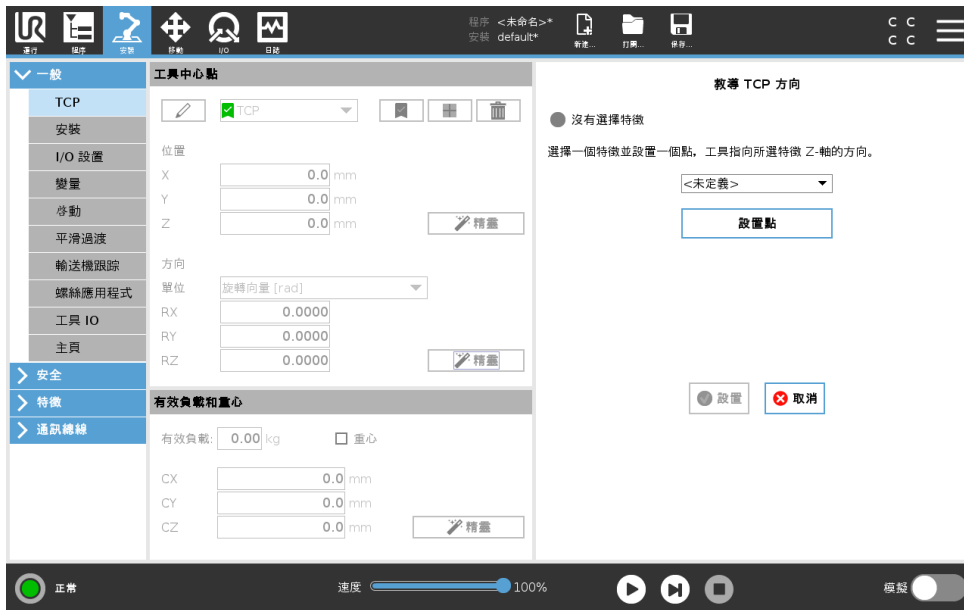 UR
運行
程序
安裝
移動
I/O
日誌
程序 <未命名>*
安裝 default*
新建...
打開...
保存...
C C
C C
一般
TCP
安裝
I/O 設置
變量
啓動
平滑過渡
輸送機跟踪
螺絲應用程式
工具 IO
主頁
安全
特徵
通訊總線
工具中心點
TCP
位置
X 0.0 mm
Y 0.0 mm
Z 0.0 mm 精靈
方向
單位 旋轉向量 [rad]
RX 0.0000
RY 0.0000
RZ 0.0000 精靈
有效負載和重心
有效負載: 0.00 kg 重心
CX 0.0 mm
CY 0.0 mm
CZ 0.0 mm 精靈
教導 TCP 方向
沒有選擇特徵
選擇一個特徵並設置一個點，工具指向所選特徵 Z-軸的方向。
<未定義>
設置點
設置 取消
正常
速度 100%
模擬